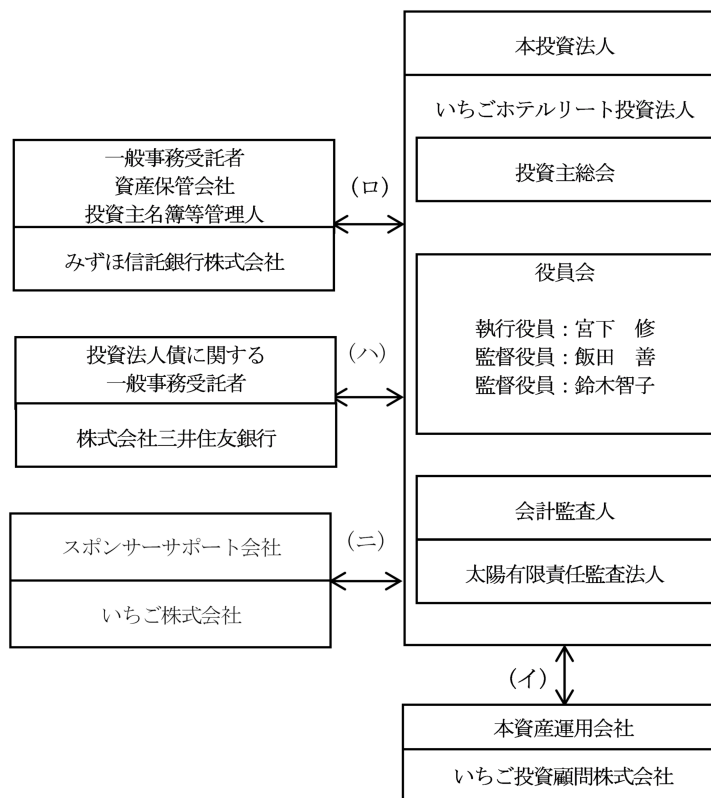 本投資法人
いちごホテルリート投資法人
投資主総会
役員会
執行役員：宮下　修
監督役員：飯田　善
監督役員：鈴木智子
会計監査人
太陽有限責任監査法人
一般事務受託者
資産保管会社
投資主名簿等管理人
みずほ信託銀行株式会社
（ロ）
投資法人債に関する
一般事務受託者
株式会社三井住友銀行
（ハ）
スポンサーサポート会社
いちご株式会社
（ニ）
（イ）
本資産運用会社
いちご投資顧問株式会社